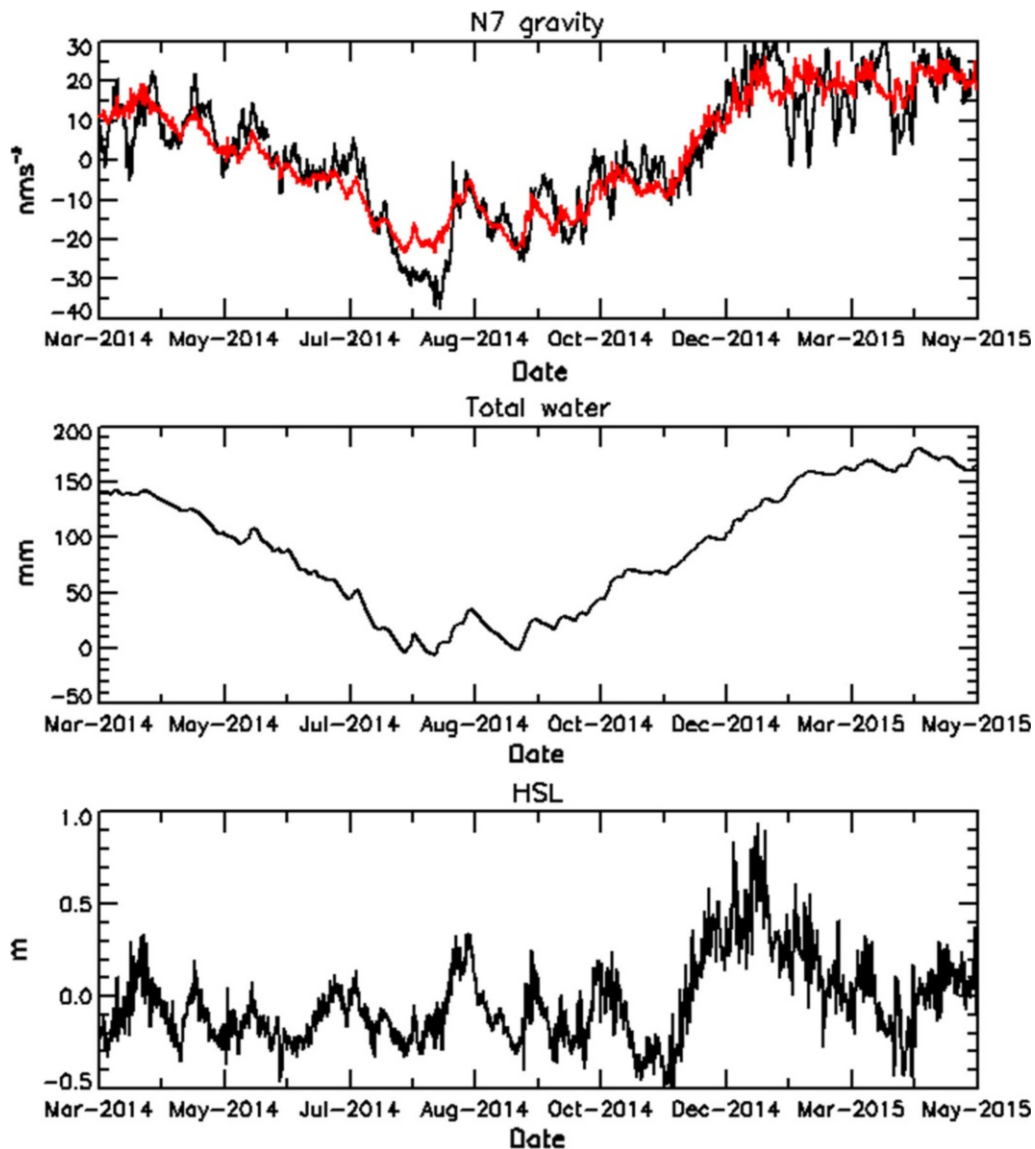 N7 gravity
30
20
10
0
-10
-20
-30
-40
nms⁻²
Mar-2014 May-2014 Jul-2014 Aug-2014 Oct-2014 Dec-2014 Mar-2015 May-2015
Date
Total water
200
150
100
50
0
-50
mm
Mar-2014 May-2014 Jul-2014 Aug-2014 Oct-2014 Dec-2014 Mar-2015 May-2015
Date
HSL
1.0
0.5
0.0
-0.5
m
Mar-2014 May-2014 Jul-2014 Aug-2014 Oct-2014 Dec-2014 Mar-2015 May-2015
Date